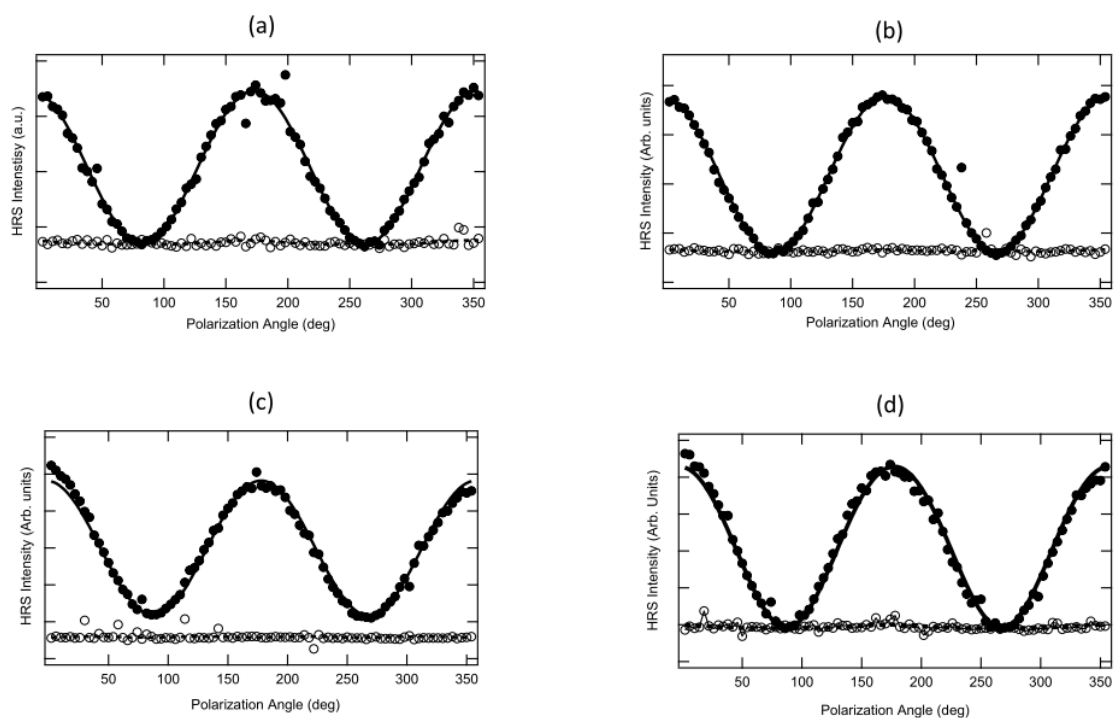 (a)
HRS Intenstisy (a.u.)
50 100 150 200 250 300 350
Polarization Angle (deg)
(b)
HRS Intensity (Arb. units)
50 100 150 200 250 300 350
Polarization Angle (deg)
(c)
HRS Intensity (Arb. units)
50 100 150 200 250 300 350
Polarization Angle (deg)
(d)
HRS Intensity (Arb. Units)
50 100 150 200 250 300 350
Polarization Angle (deg)